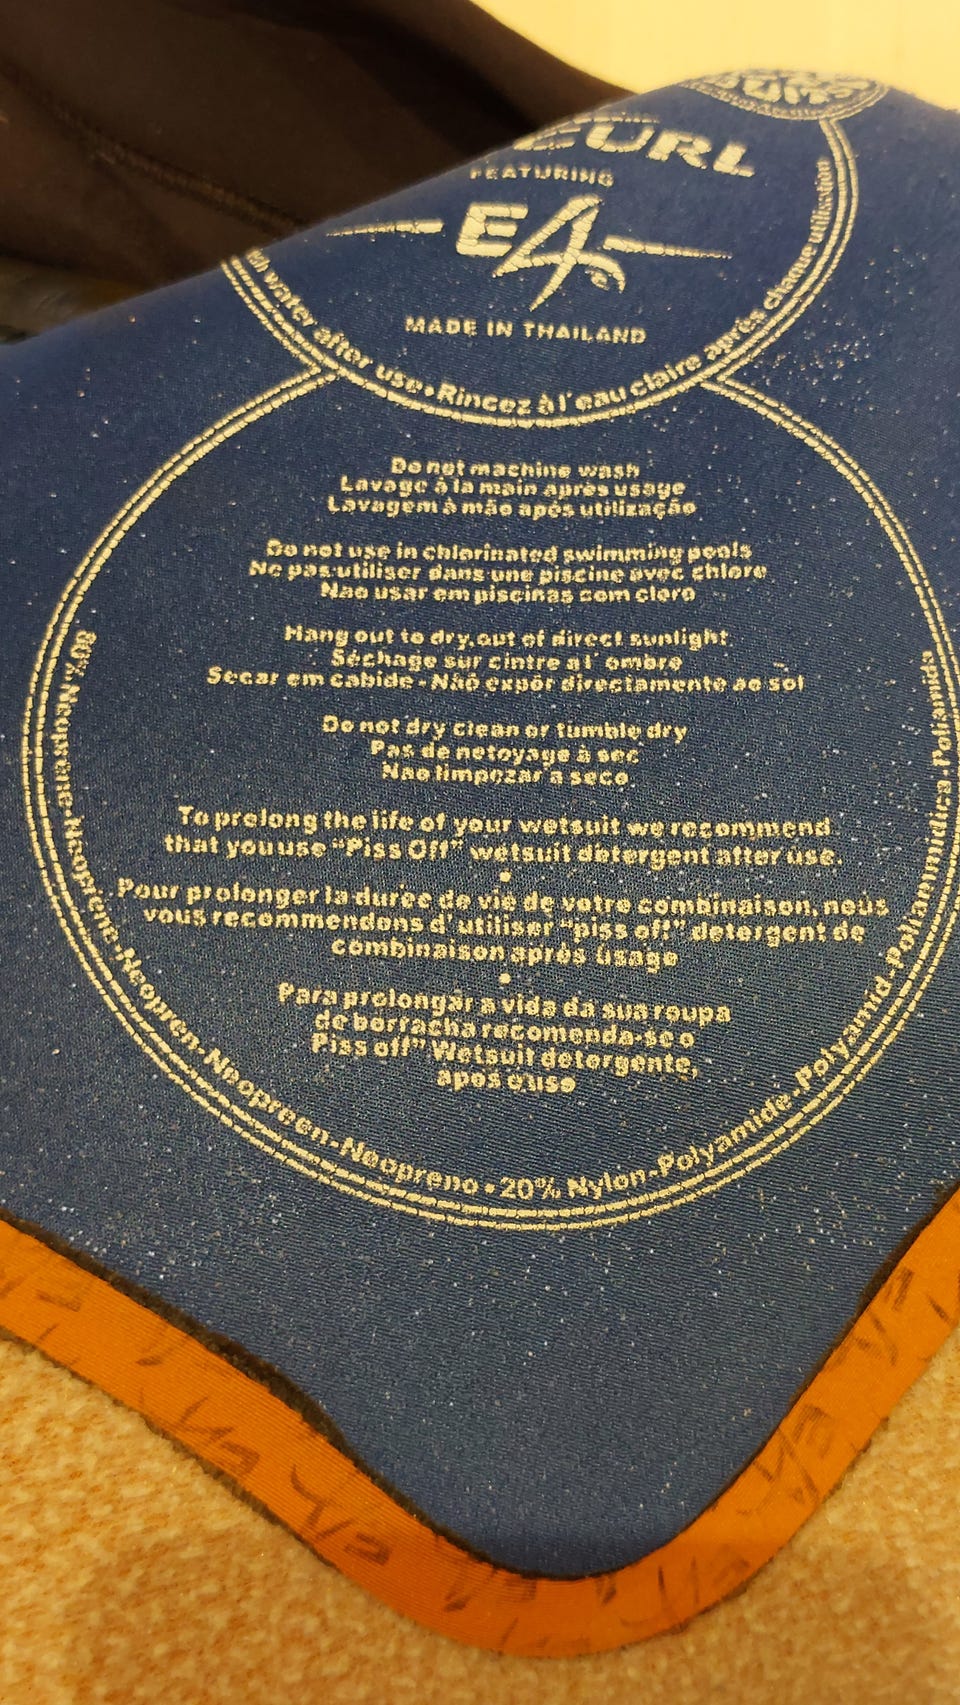 CURL
FEATURING
E4
MADE IN THAILAND
water after use • Rincez à l'eau claire après chaque utilisation
Do not machine wash
Lavage à la main après usage
Lavagem à mão após utilização
Do not use in chlorinated swimming pools
Ne pas utiliser dans une piscine avec chlore
Nao usar em piscinas com cloro
Hang out to dry, out of direct sunlight
Séchage sur cintre a l'ombre
Secar em cabide - Não expôr directamente ao sol
Do not dry clean or tumble dry
Pas de netoyage à sec
Nao limpezar a seco
To prolong the life of your wetsuit we recommend
that you use "Piss Off" wetsuit detergent after use.
Pour prolonger la durée de vie de votre combinaison, nous
vous recommendons d'utiliser "piss off" detergent de
combinaison après usage
Para prolongar a vida da sua roupa
de borracha recomenda-se o
Piss off" Wetsuit detergente,
apos o uso
80% Neoprene-Neoprene-Neopren-Neopreen-Neopreno • 20% Nylon-Polyamide-Polyamid-Polianmidica-Poliamida